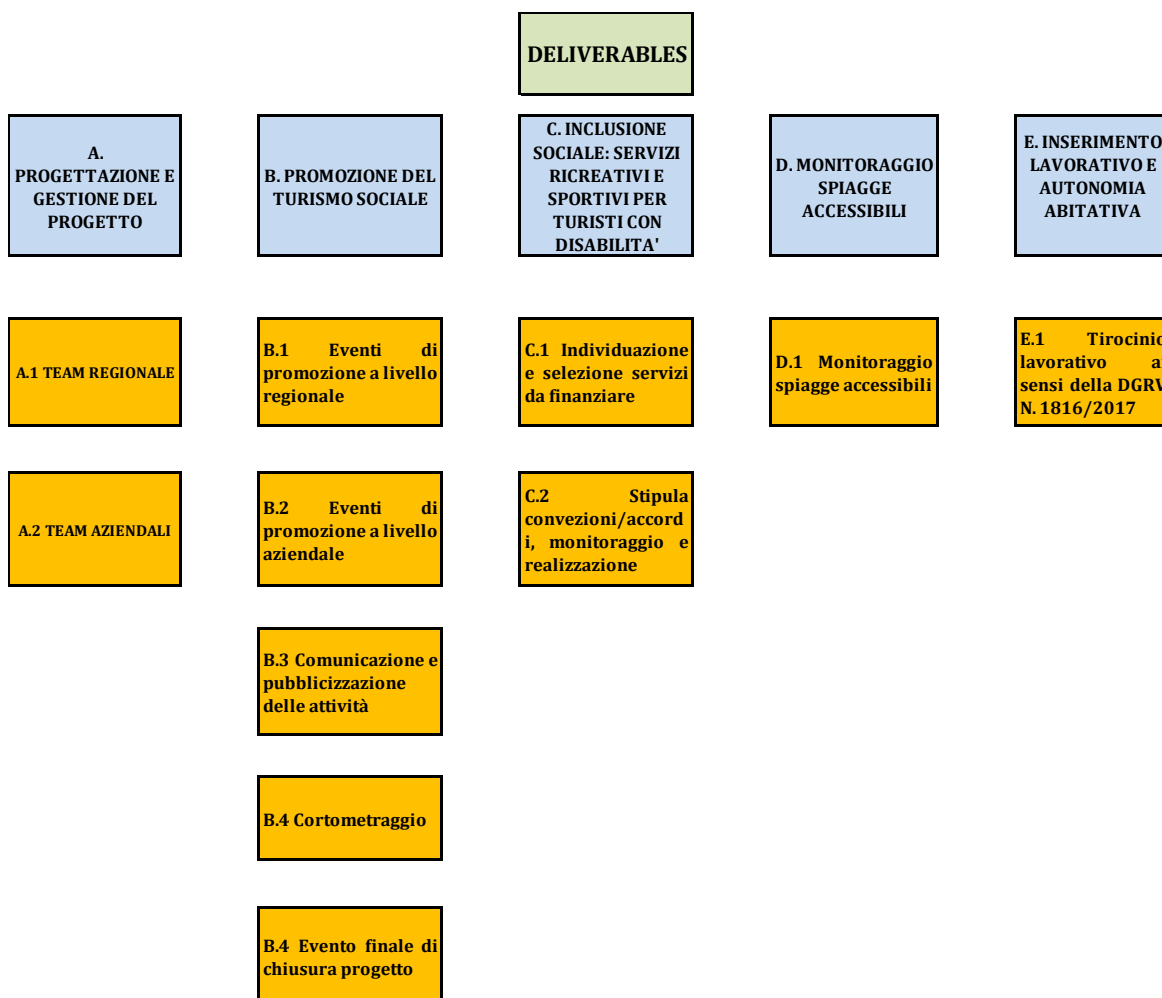 DELIVERABLES
A.
PROGETTAZIONE E
GESTIONE DEL
PROGETTO
B. PROMOZIONE DEL
TURISMO SOCIALE
C. INCLUSIONE
SOCIALE: SERVIZI
RICREATIVI E
SPORTIVI PER
TURISTI CON
DISABILITA'
D. MONITORAGGIO
SPIAGGE
ACCESSIBILI
E. INSERIMENTO
LAVORATIVO E
AUTONOMIA
ABITATIVA
A.1 TEAM REGIONALE
B.1 Eventi di
promozione a livello
regionale
C.1 Individuazione
e selezione servizi
da finanziare
D.1 Monitoraggio
spiagge accessibili
E.1 Tirocinio
lavorativo
sensi della DGRV
N. 1816/2017
A.2 TEAM AZIENDALI
B.2 Eventi di
promozione a livello
aziendale
C.2 Stipula
convezioni/accord
i, monitoraggio e
realizzazione
B.3 Comunicazione e
pubblicizzazione
delle attività
B.4 Cortometraggio
B.4 Evento finale di
chiusura progetto